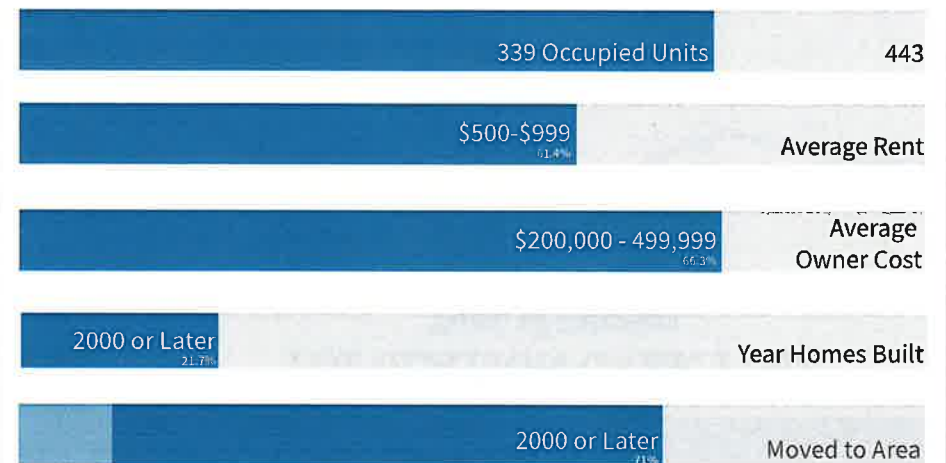 339 Occupied Units 443
$500-$999
61.4%
Average Rent
$200,000 - 499,999
66.3%
Average
Owner Cost
2000 or Later
21.7%
Year Homes Built
2000 or Later
71%
Moved to Area